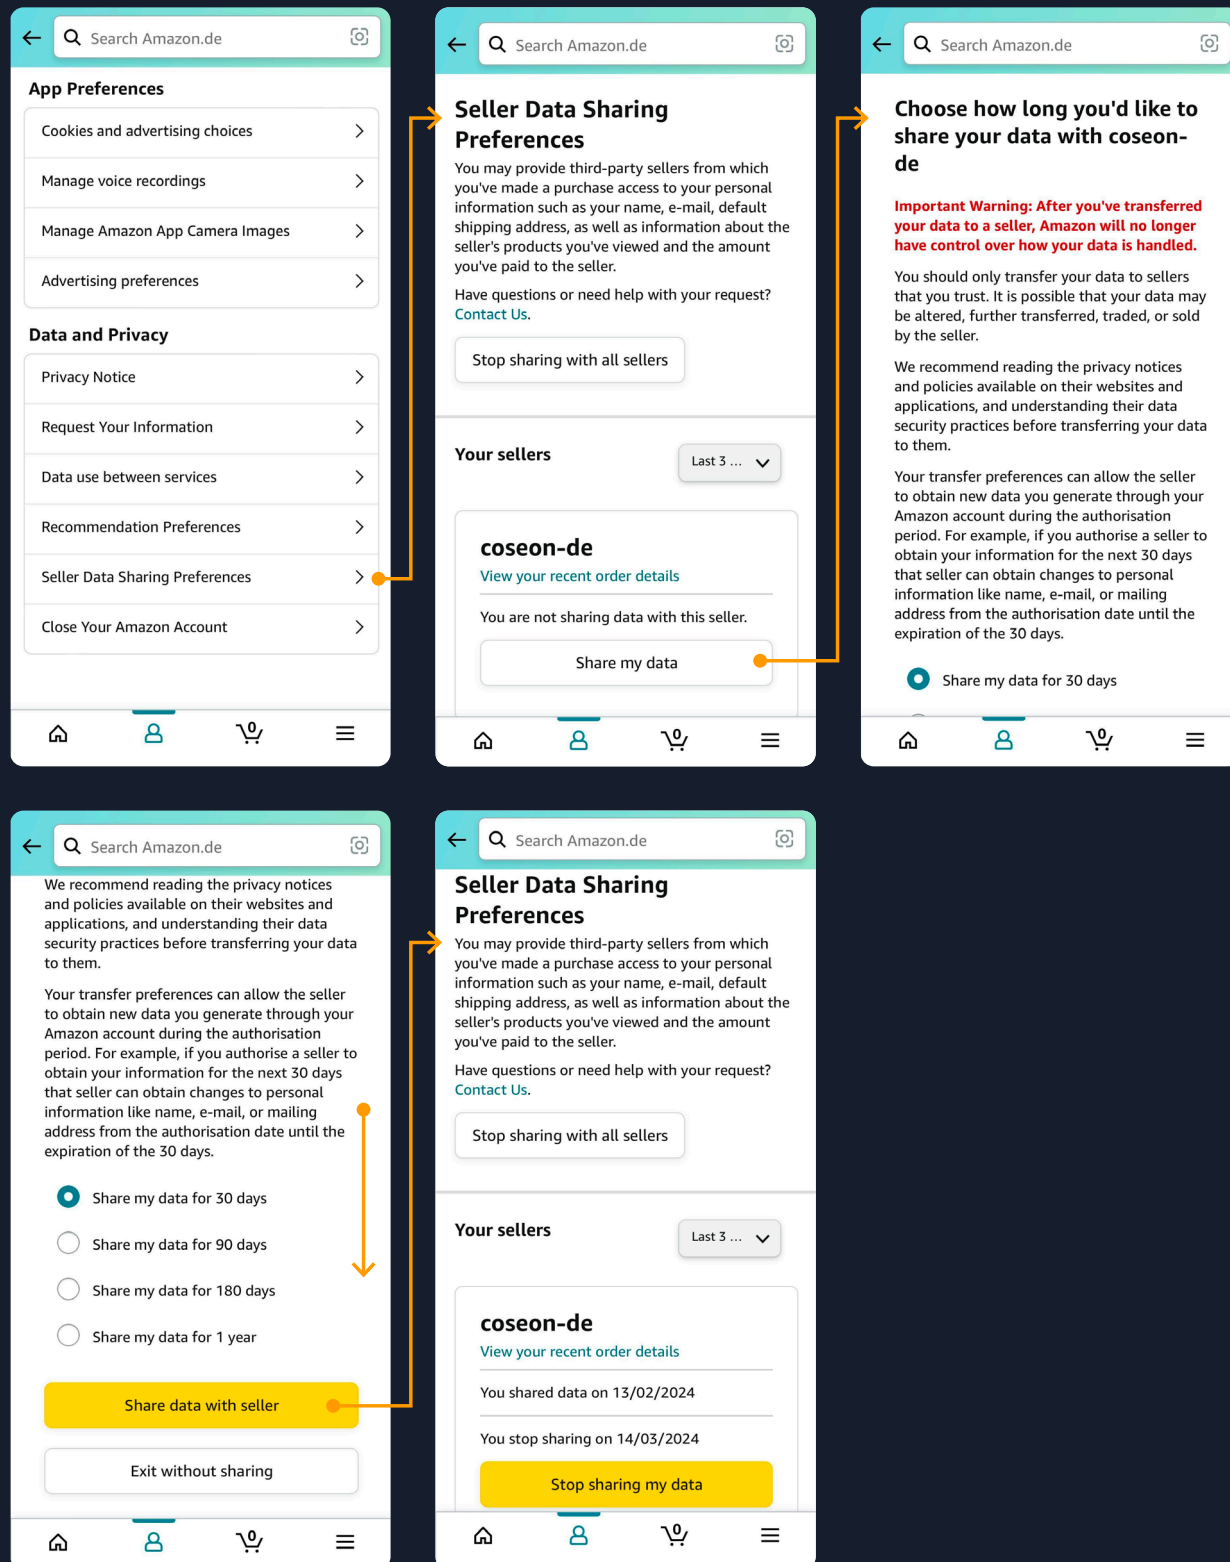 Search Amazon.de
App Preferences
Cookies and advertising choices
Manage voice recordings
Manage Amazon App Camera Images
Advertising preferences
Data and Privacy
Privacy Notice
Request Your Information
Data use between services
Recommendation Preferences
Seller Data Sharing Preferences
Close Your Amazon Account
0
Search Amazon.de
Seller Data Sharing
Preferences
You may provide third-party sellers from which
you've made a purchase access to your personal
information such as your name, e-mail, default
shipping address, as well as information about the
seller's products you've viewed and the amount
you've paid to the seller.
Have questions or need help with your request?
Contact Us.
Stop sharing with all sellers
Your sellers
Last 3 ...
coseon-de
View your recent order details
You are not sharing data with this seller.
Share my data
0
Search Amazon.de
Choose how long you'd like to
share your data with coseon-
de
Important Warning: After you've transferred
your data to a seller, Amazon will no longer
have control over how your data is handled.
You should only transfer your data to sellers
that you trust. It is possible that your data may
be altered, further transferred, traded, or sold
by the seller.
We recommend reading the privacy notices
and policies available on their websites and
applications, and understanding their data
security practices before transferring your data
to them.
Your transfer preferences can allow the seller
to obtain new data you generate through your
Amazon account during the authorisation
period. For example, if you authorise a seller to
obtain your information for the next 30 days
that seller can obtain changes to personal
information like name, e-mail, or mailing
address from the authorisation date until the
expiration of the 30 days.
Share my data for 30 days
0
Search Amazon.de
We recommend reading the privacy notices
and policies available on their websites and
applications, and understanding their data
security practices before transferring your data
to them.
Your transfer preferences can allow the seller
to obtain new data you generate through your
Amazon account during the authorisation
period. For example, if you authorise a seller to
obtain your information for the next 30 days
that seller can obtain changes to personal
information like name, e-mail, or mailing
address from the authorisation date until the
expiration of the 30 days.
Share my data for 30 days
Share my data for 90 days
Share my data for 180 days
Share my data for 1 year
Share data with seller
Exit without sharing
0
Search Amazon.de
Seller Data Sharing
Preferences
You may provide third-party sellers from which
you've made a purchase access to your personal
information such as your name, e-mail, default
shipping address, as well as information about the
seller's products you've viewed and the amount
you've paid to the seller.
Have questions or need help with your request?
Contact Us.
Stop sharing with all sellers
Your sellers
Last 3 ...
coseon-de
View your recent order details
You shared data on 13/02/2024
You stop sharing on 14/03/2024
Stop sharing my data
0